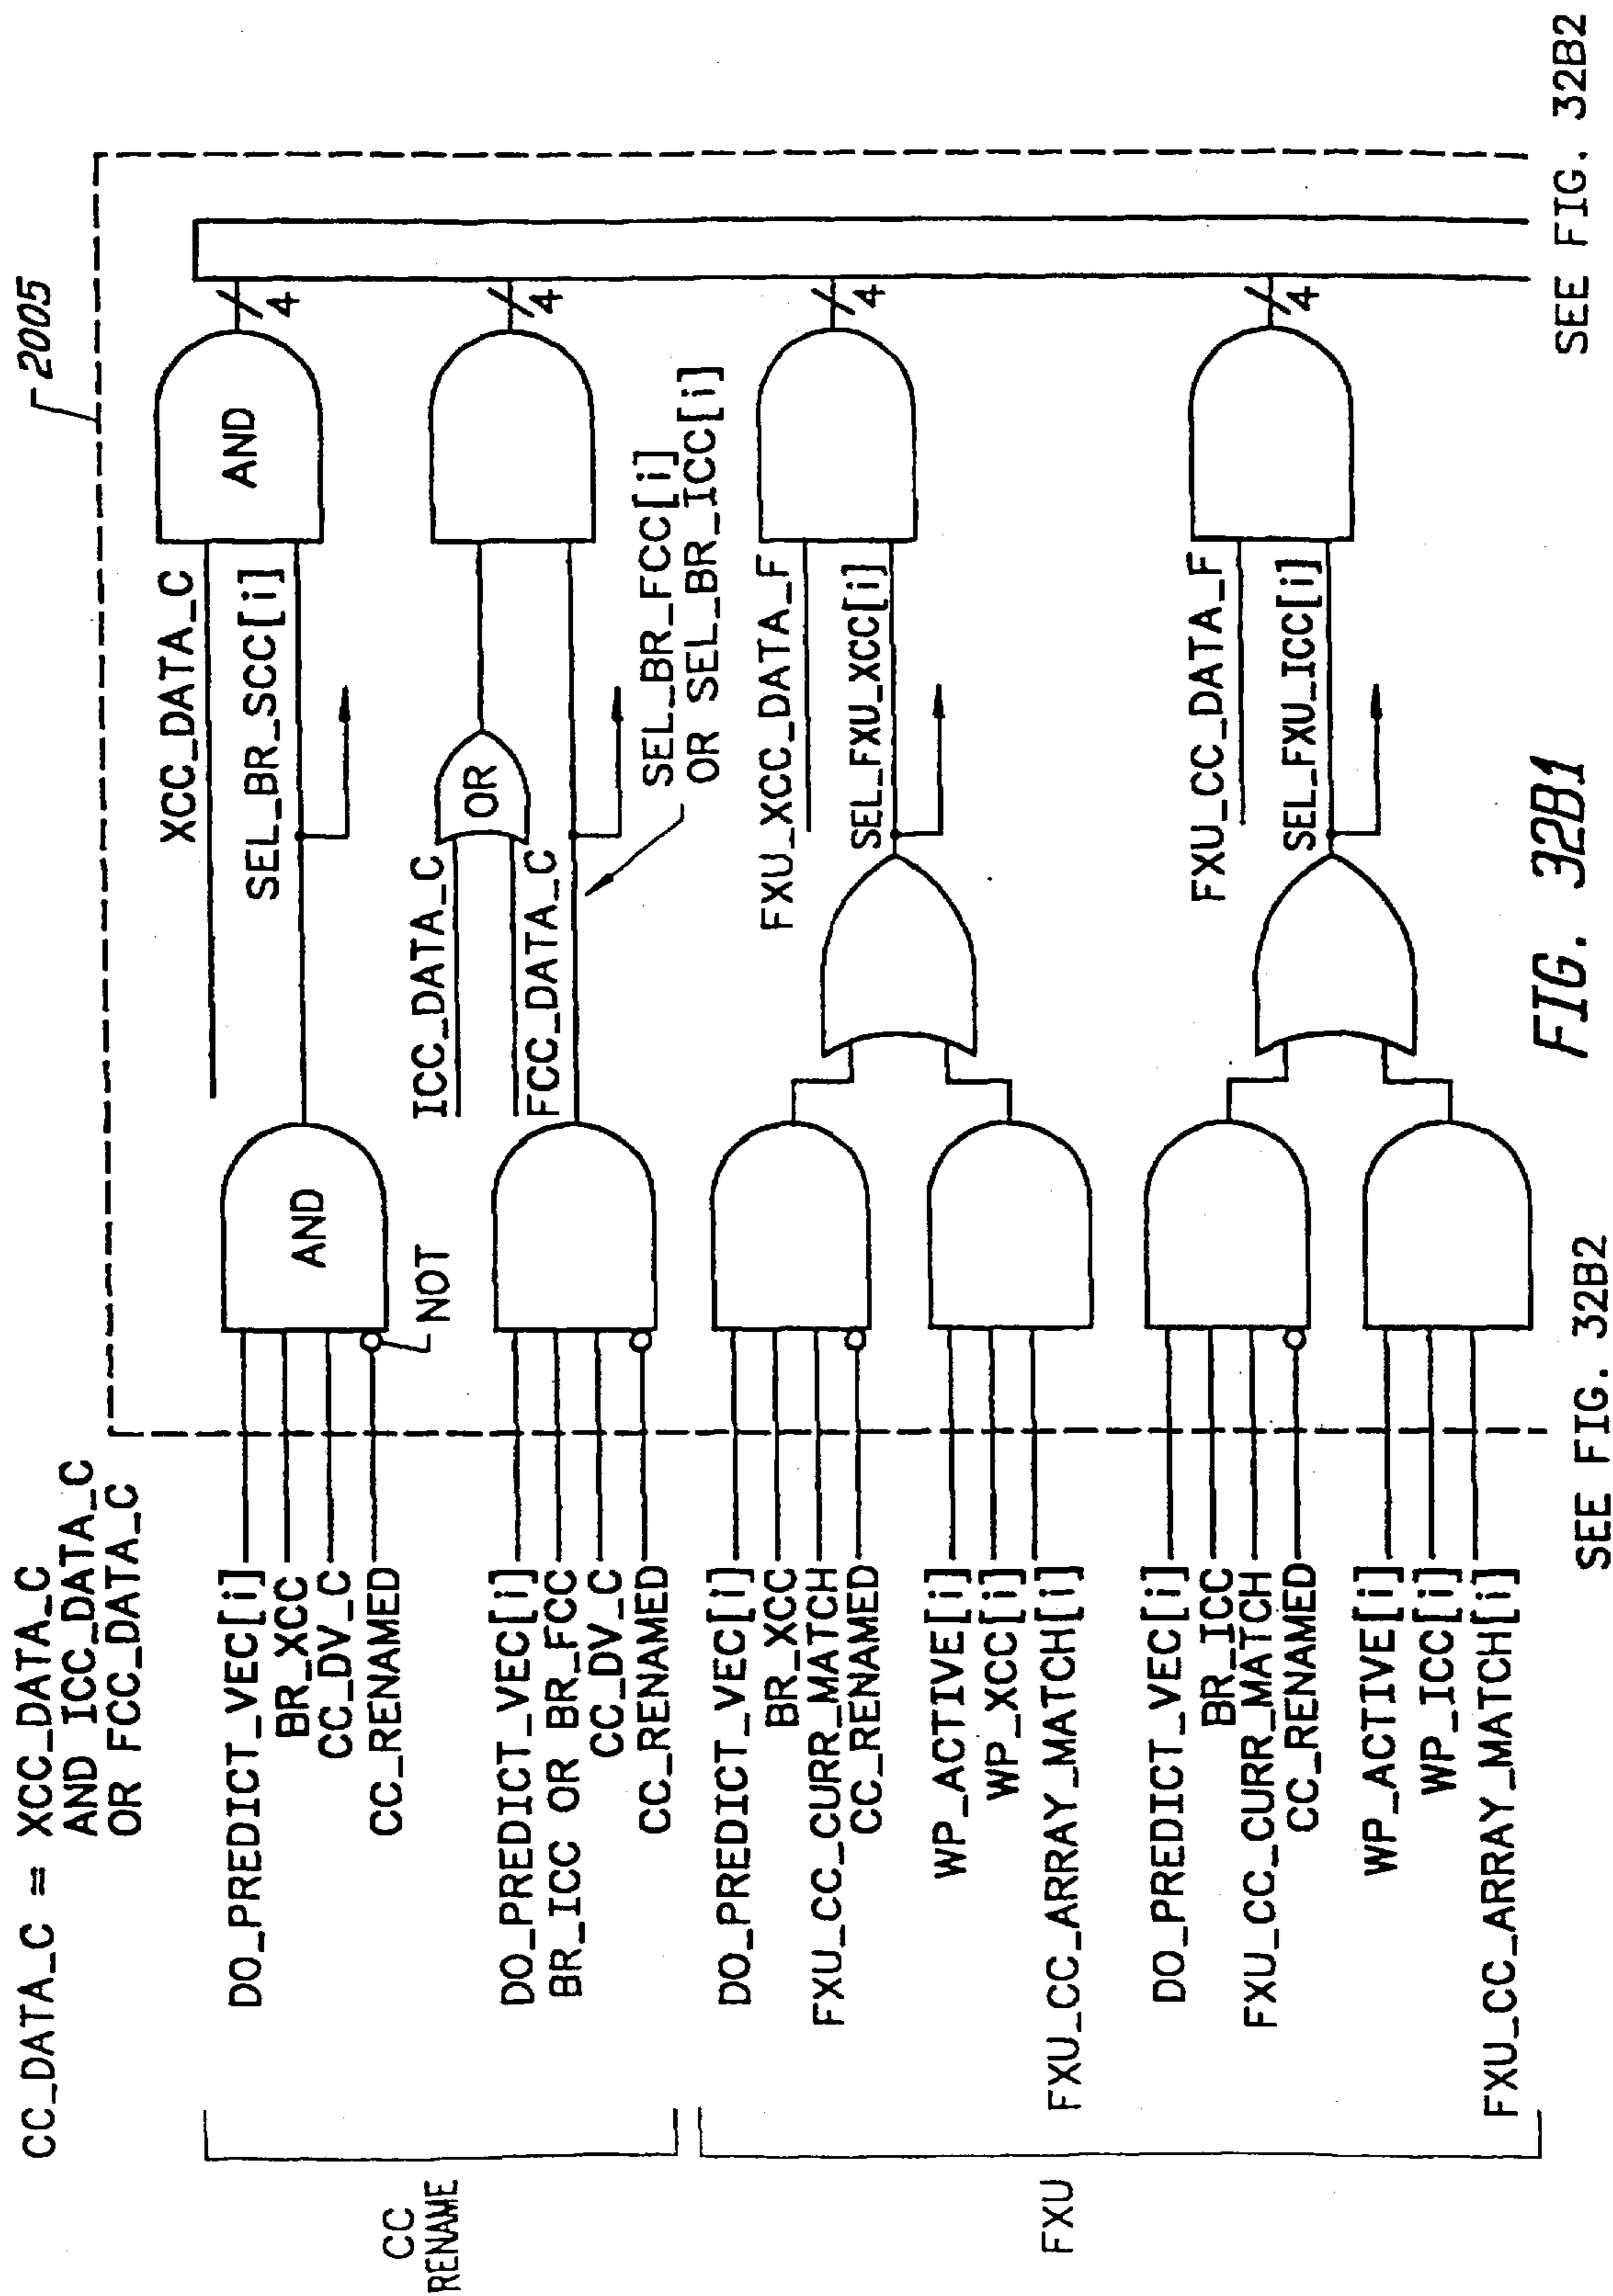 CC_DATA_C = XCC_DATA_C
AND ICC_DATA_C
OR FCC_DATA_C
2005
CC
RENAME
DO_PREDICT_VEC[i]
BR_XCC
CC_DV_C
CC_RENAMED
AND
NOT
XCC_DATA_C
SEL_BR_SCC[i]
AND
4
DO_PREDICT_VEC[i]
BR_ICC OR BR_FCC
CC_DV_C
CC_RENAMED
ICC_DATA_C
FCC_DATA_C
OR
SEL_BR_FCC[i]
OR SEL_BR_ICC[i]
4
FXU
DO_PREDICT_VEC[i]
BR_XCC
FXU_CC_CURR_MATCH
CC_RENAMED
WP_ACTIVE[i]
WP_XCC[i]
FXU_CC_ARRAY_MATCH[i]
FXU_XCC_DATA_F
SEL_FXU_XCC[i]
4
DO_PREDICT_VEC[i]
BR_ICC
FXU_CC_CURR_MATCH
CC_RENAMED
WP_ACTIVE[i]
WP_ICC[i]
FXU_CC_ARRAY_MATCH[i]
FXU_CC_DATA_F
SEL_FXU_ICC[i]
4
SEE FIG. 32B2
SEE FIG. 32B2
FIG. 32B1